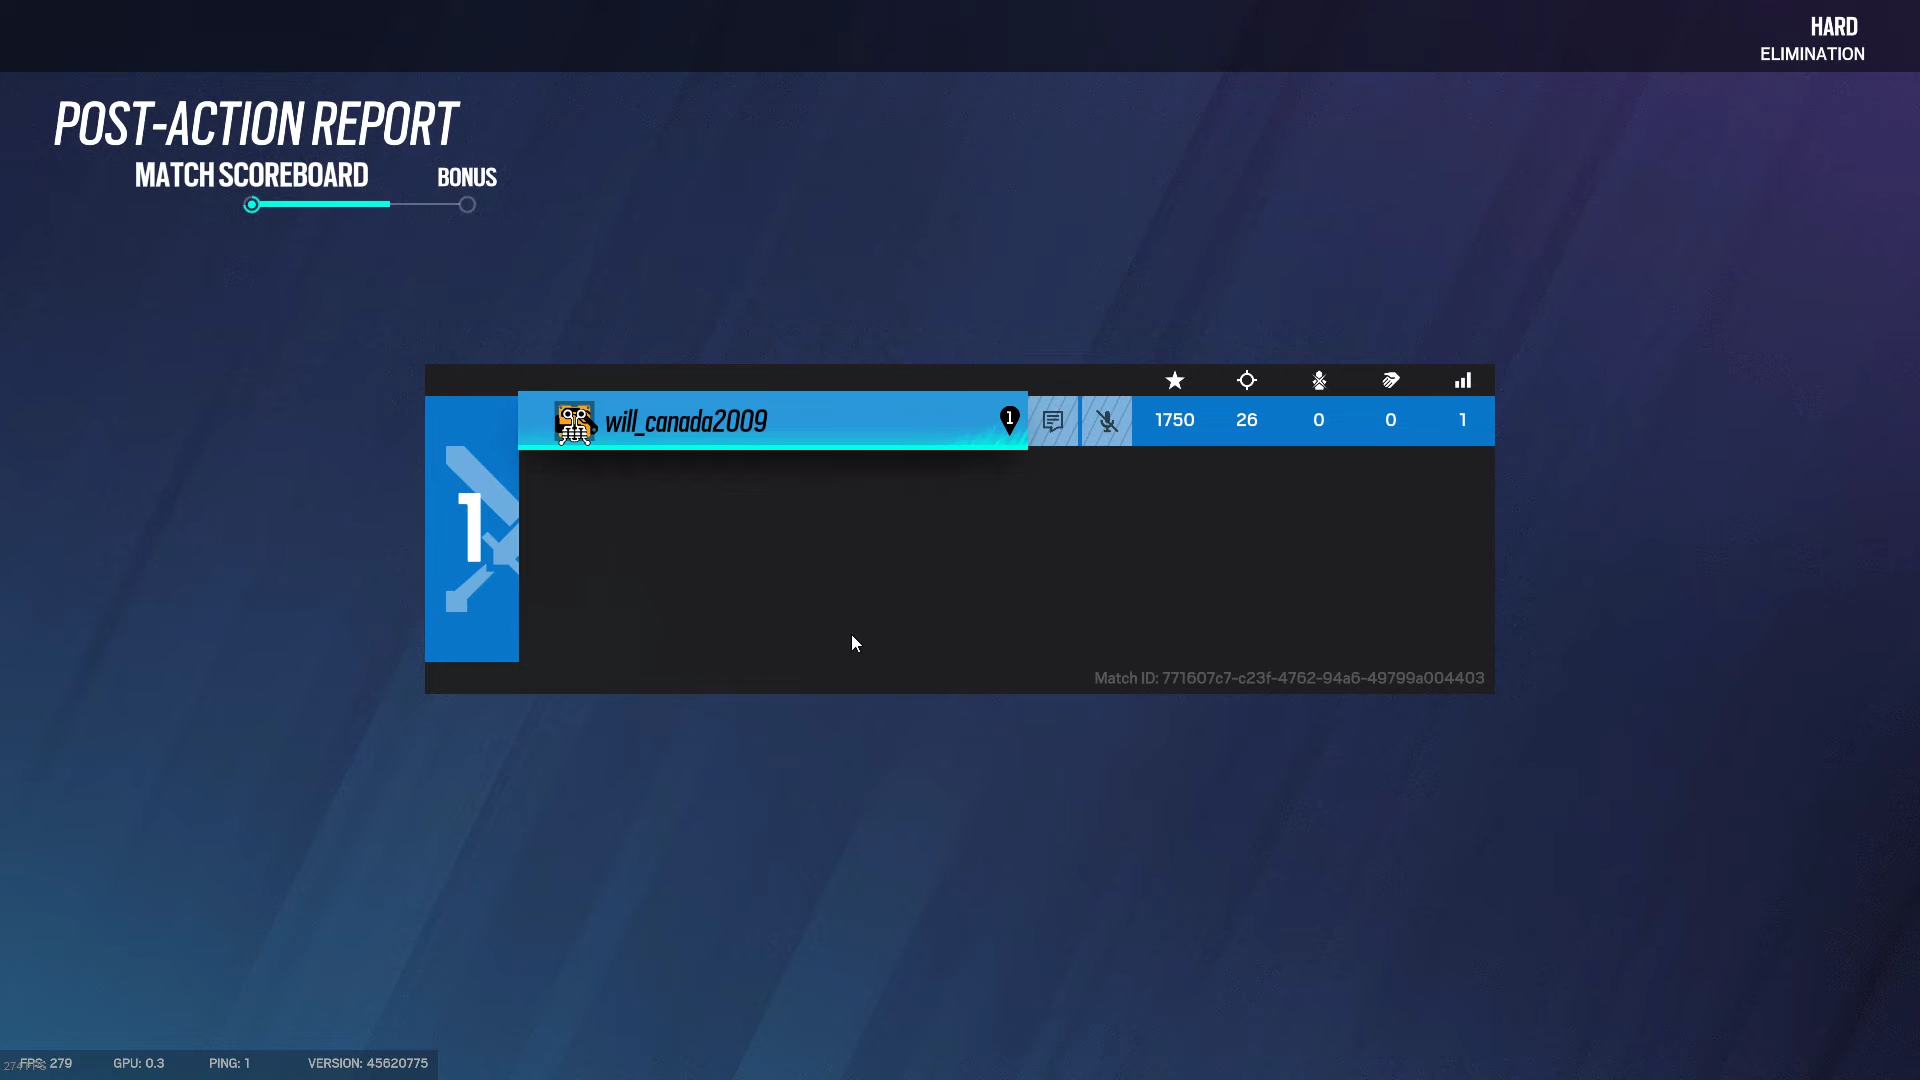 HARD
ELIMINATION
POST-ACTION REPORT
MATCH SCOREBOARD BONUS
will_canada2009 1 1750 26 0 0 1
1
Match ID: 771607c7-c23f-4762-94a6-49799a004403
FPS: 279 GPU: 0.3 PING: 1 VERSION: 45620775